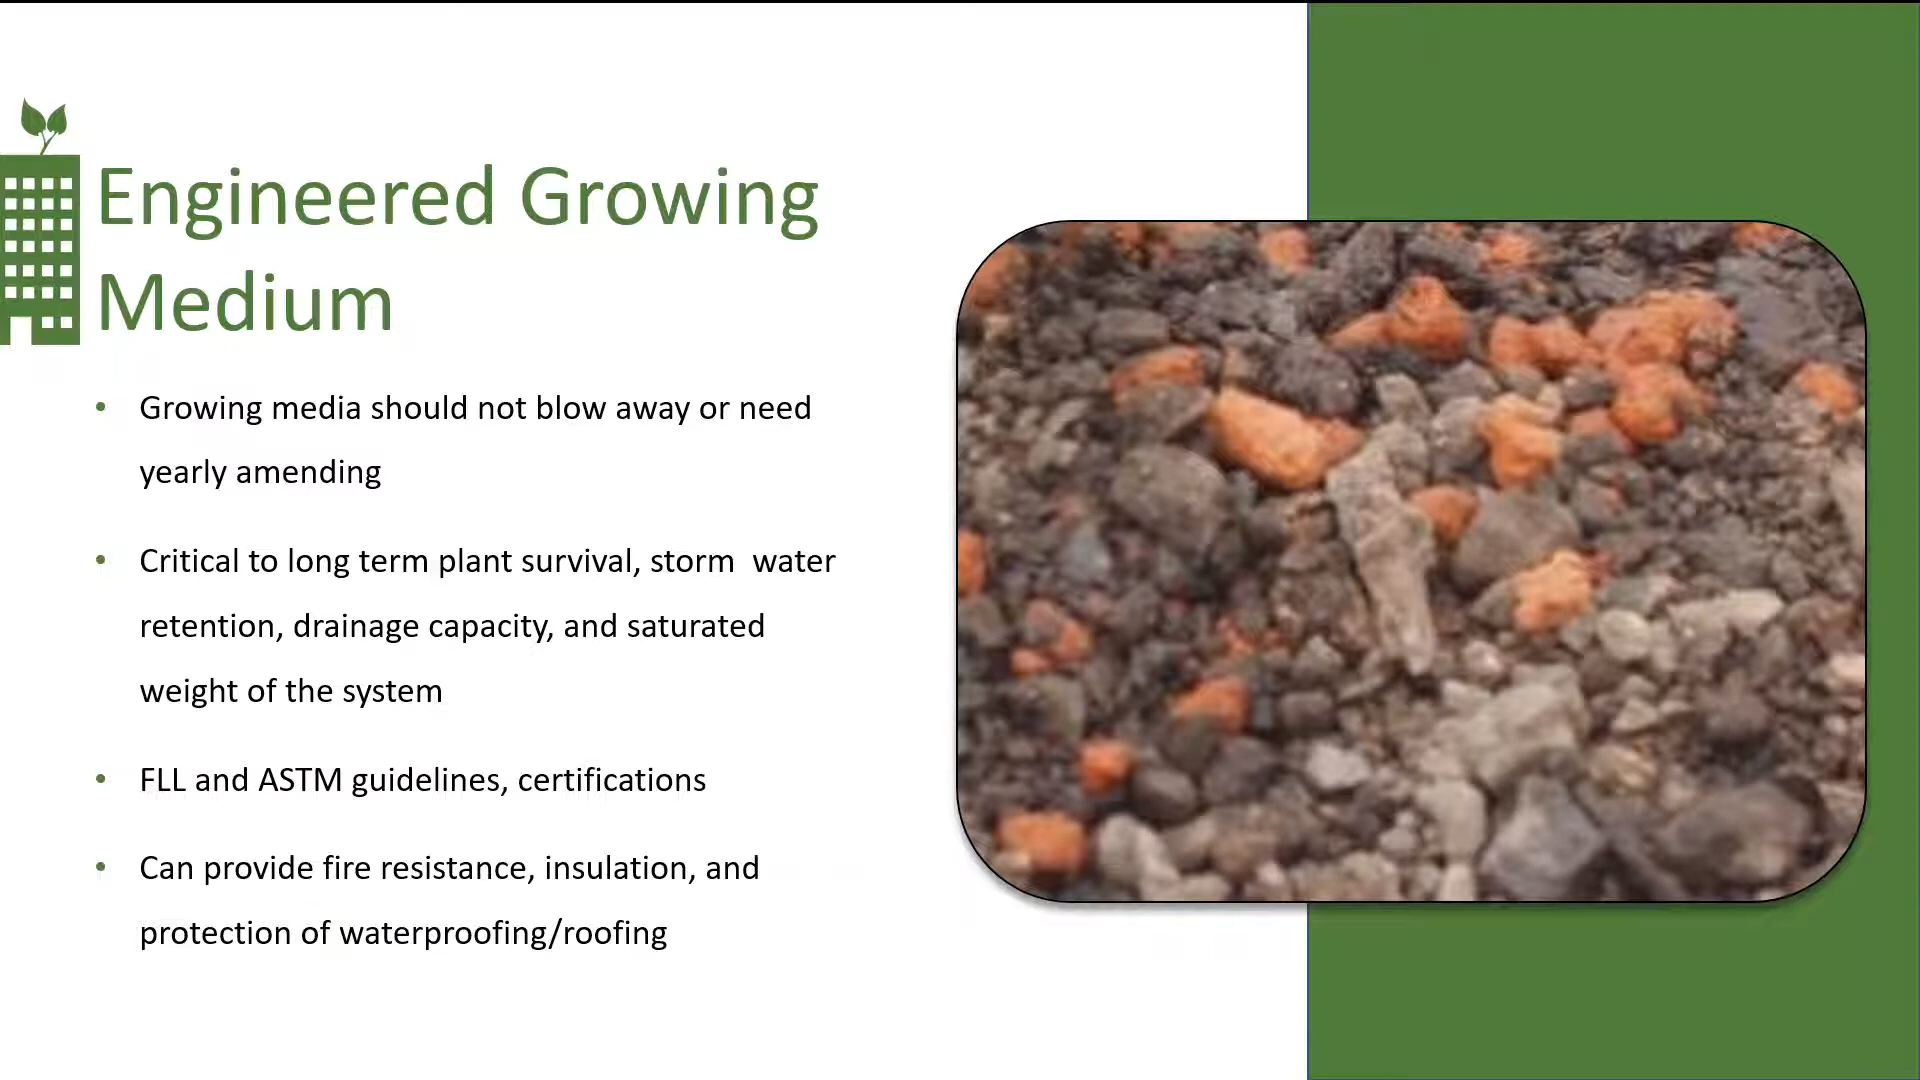 Engineered Growing
Medium
• Growing media should not blow away or need
yearly amending
• Critical to long term plant survival, storm  water
retention, drainage capacity, and saturated
weight of the system
• FLL and ASTM guidelines, certifications
• Can provide fire resistance, insulation, and
protection of waterproofing/roofing